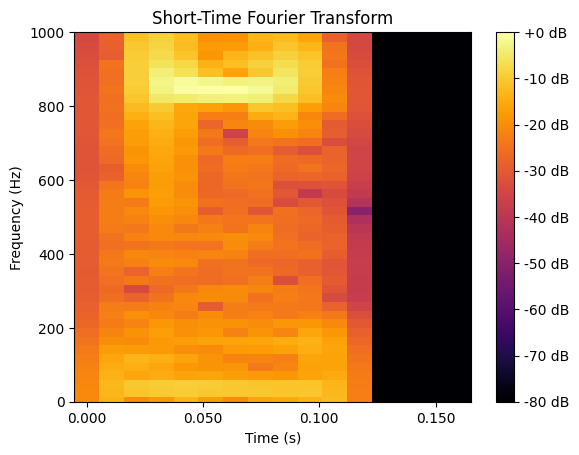 Short-Time Fourier Transform
1000
800
600
400
200
0
Frequency (Hz)
0.000
0.050
0.100
0.150
Time (s)
+0 dB
-10 dB
-20 dB
-30 dB
-40 dB
-50 dB
-60 dB
-70 dB
-80 dB